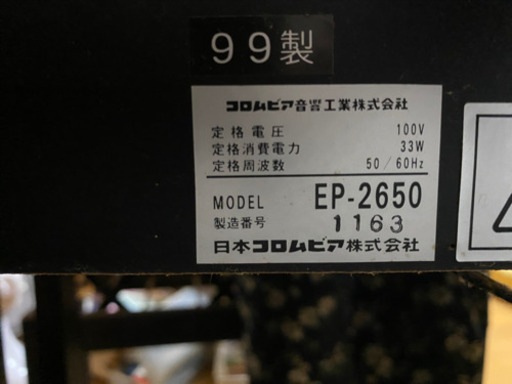 99製
コロムビア音響工業株式会社
定格電圧 100V
定格消費電力 33W
定格周波数 50/60Hz
MODEL EP-2650
製造番号 1163
日本コロムビア株式会社